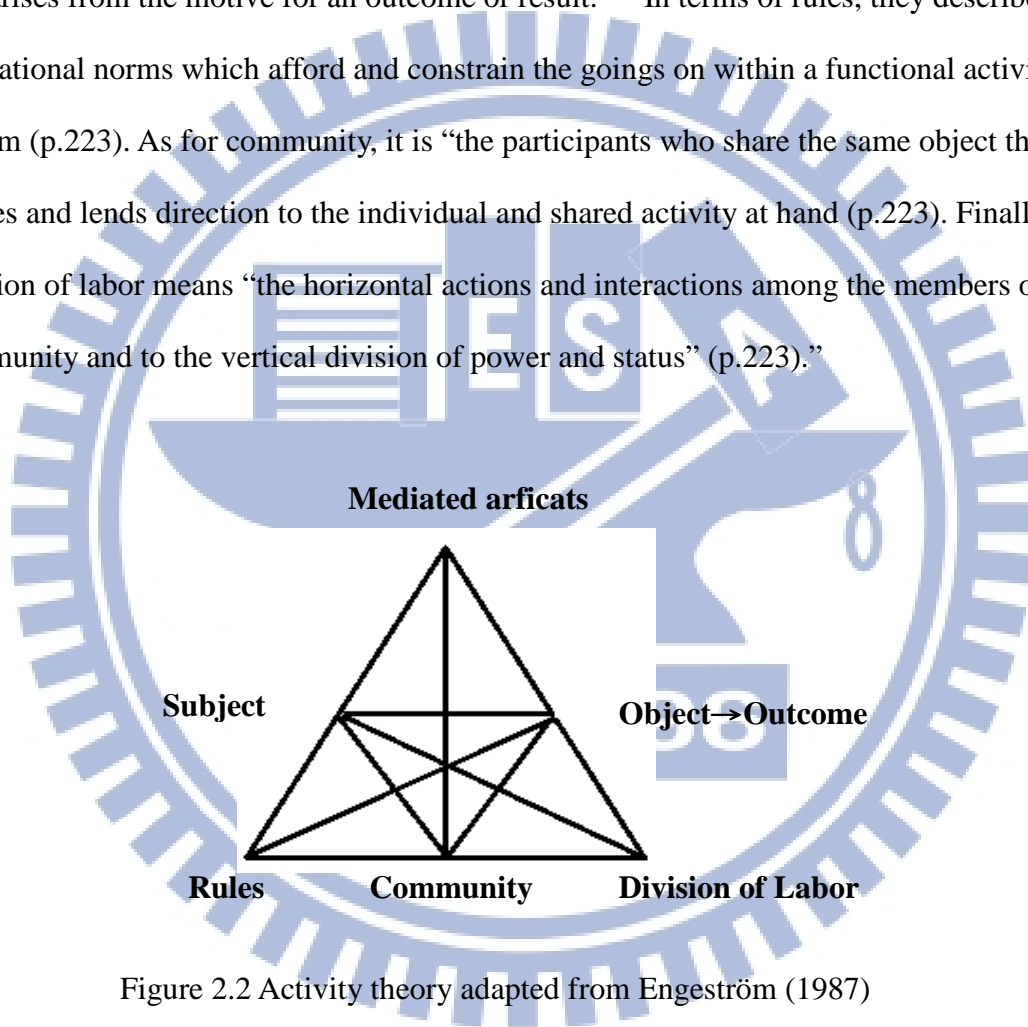 rises from the motive for an outcome or result. In terms of rules, they describe
ational norms which afford and constrain the goings on within a functional activi
m (p.223). As for community, it is “the participants who share the same object th
es and lends direction to the individual and shared activity at hand (p.223). Finall
ion of labor means “the horizontal actions and interactions among the members o
munity and to the vertical division of power and status” (p.223).”
E S A
8
Mediated arficats
Subject
Object→Outcome
Rules Community Division of Labor
Figure 2.2 Activity theory adapted from Engeström (1987)